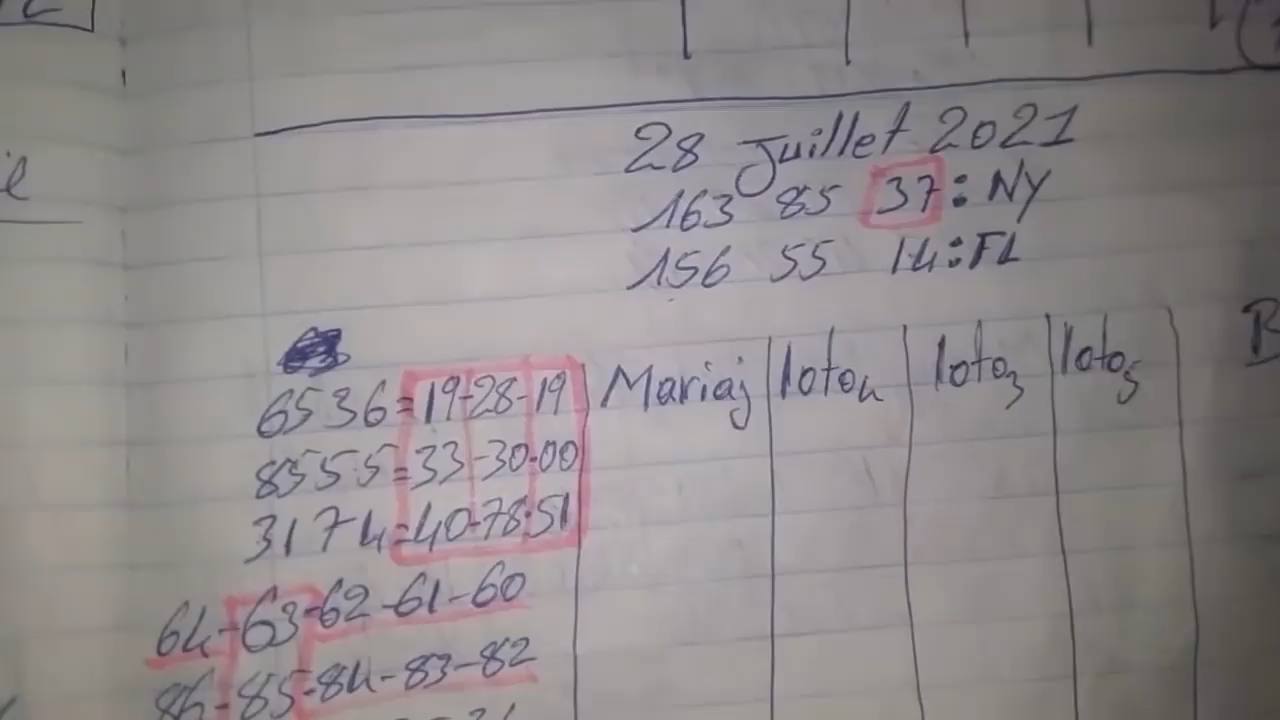 28 Juillet 2021
163 85 37: NY
156 55 14: FL
6536=19-28-19
8555=33-30-00
3174=40-78-51
Mariaj loto4 loto3 loto5
B
64-63-62-61-60
86-85-84-83-82